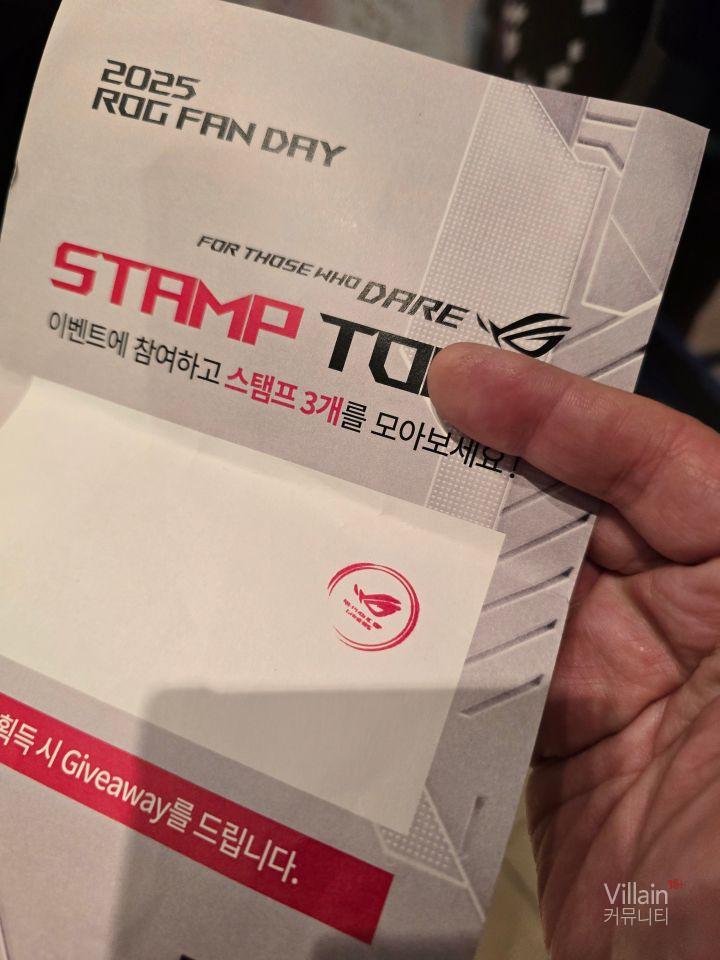 2025
ROG FAN DAY
FOR THOSE WHO DARE
STAMP
이벤트에 참여하고 스탬프 3개를 모아보세요!
획득 시 Giveaway를 드립니다.
Villain 18+
커뮤니티